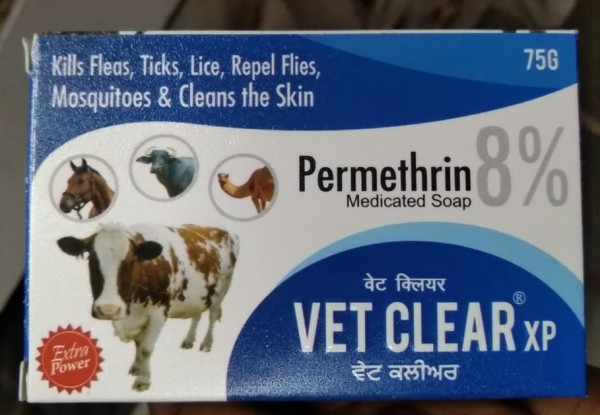 Kills Fleas, Ticks, Lice, Repel Flies,
Mosquitoes & Cleans the Skin
75G
Permethrin 8%
Medicated Soap
वेट क्लियर
VET CLEAR® XP
ਵੇਟ ਕਲੀਅਰ
Extra
Power